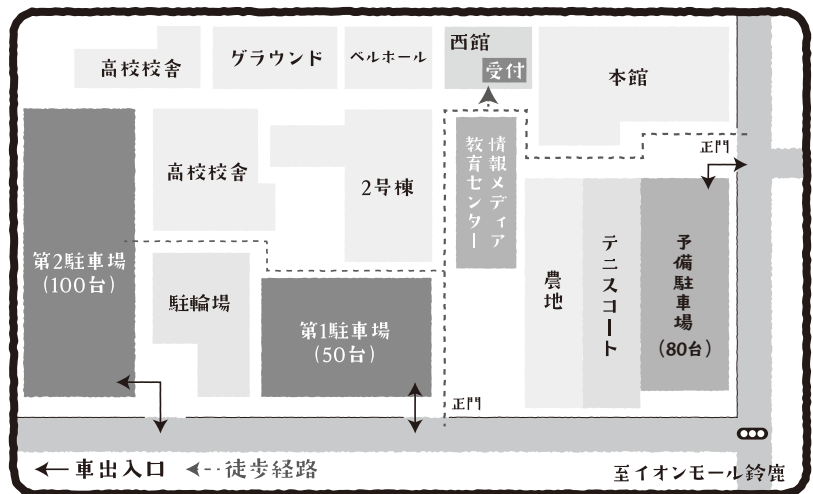 高校校舎
グラウンド
ベルホール
西館
受付
本館
高校校舎
2号棟
情報メディア
教育センター
正門
第2駐車場
(100台)
駐輪場
第1駐車場
(50台)
農地
テニスコート
予備駐車場
(80台)
正門
車出入口
徒歩経路
至イオンモール鈴鹿